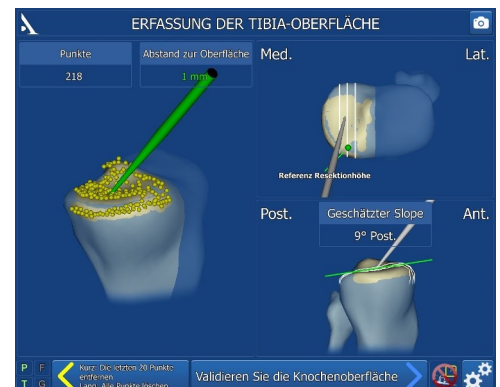 ERFASSUNG DER TIBIA-OBERFLÄCHE
Punkte
218
Abstand zur Oberfläche
1 mm
Med.
Lat.
Referenz Resektionhöhe
Post.
Geschätzter Slope
9° Post.
Ant.
P F
T G
Kurz: Die letzten 20 Punkte
entfernen
Lang: Alle Punkte löschen
Validieren Sie die Knochenoberfläche